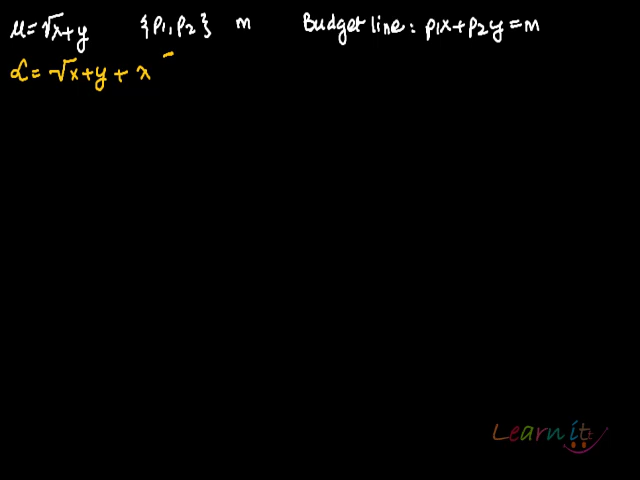 u = √x + y {P1, P2} m Budget line: P1x + P2y = m
L = √x + y + λ
Learnit